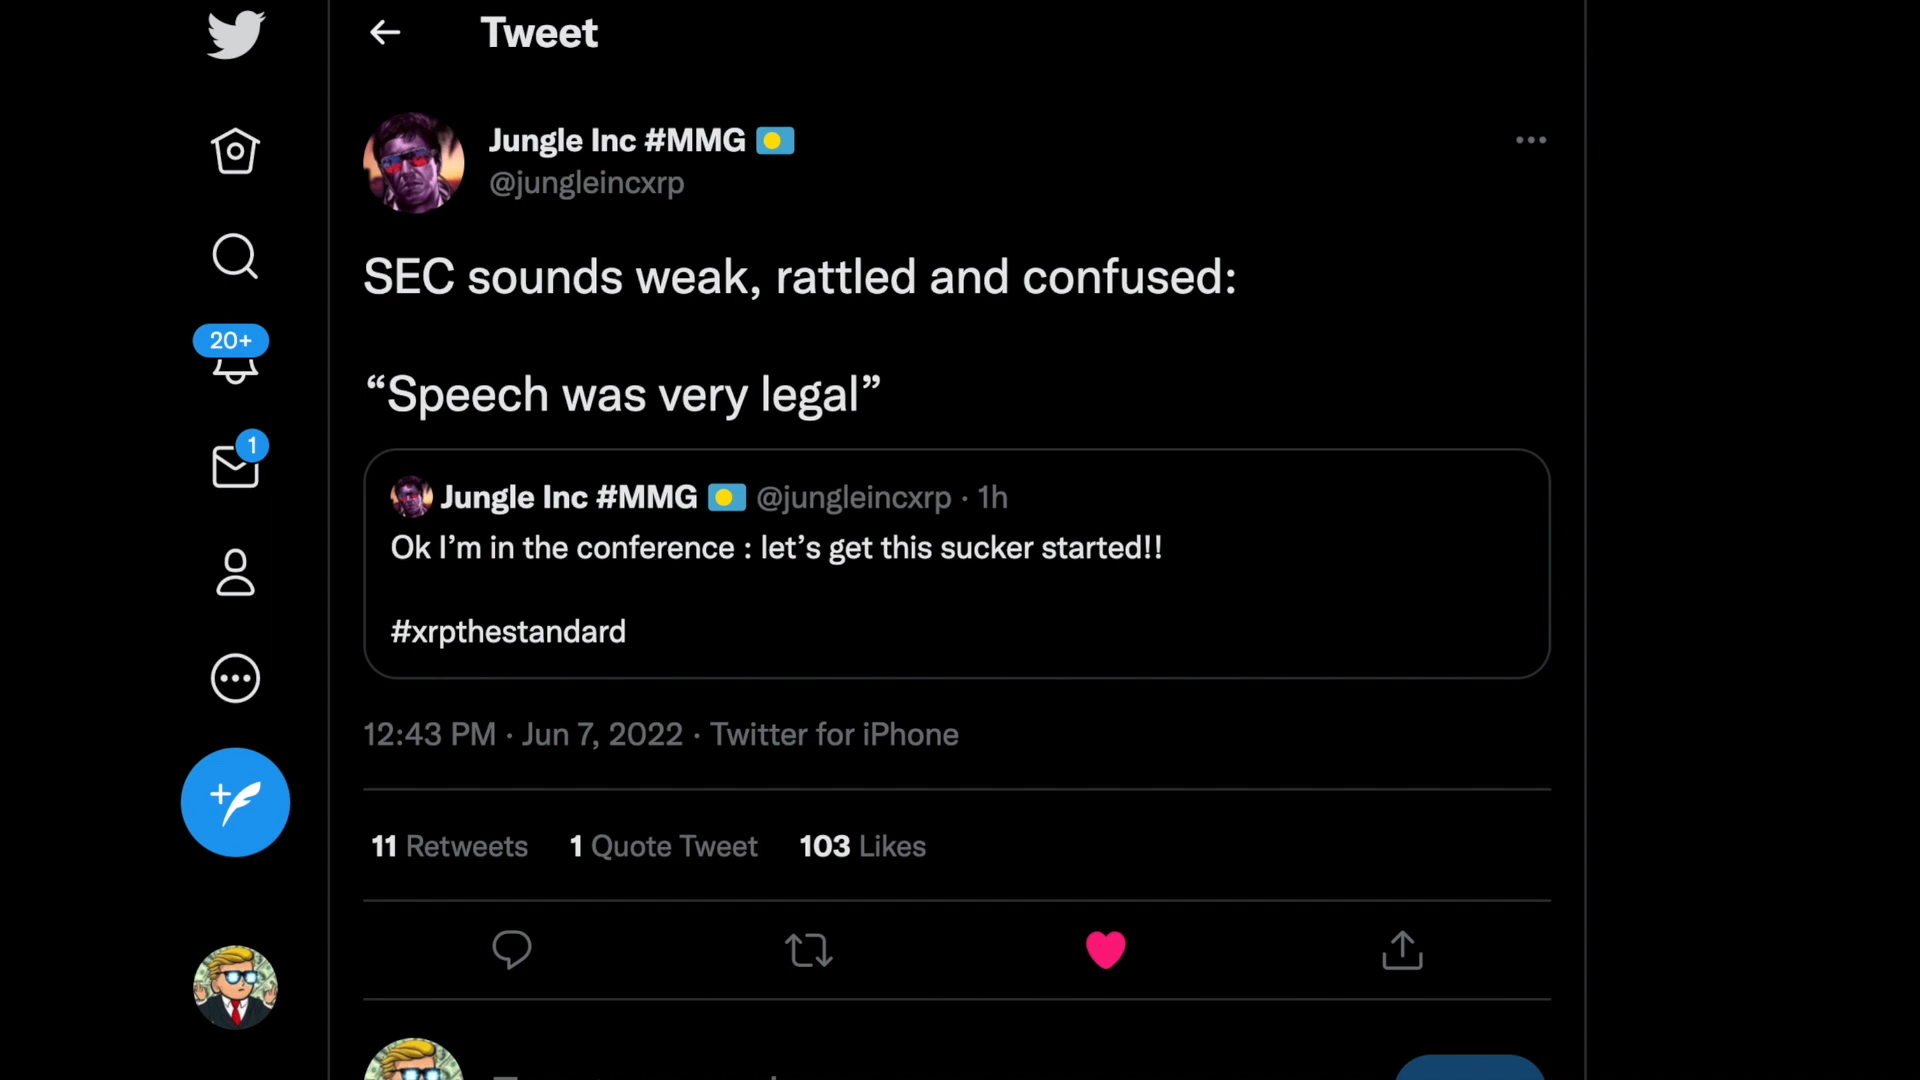 Tweet
Jungle Inc #MMG
@jungleincxrp
SEC sounds weak, rattled and confused:
“Speech was very legal”
Jungle Inc #MMG @jungleincxrp · 1h
Ok I’m in the conference : let’s get this sucker started!!
#xrpthestandard
12:43 PM · Jun 7, 2022 · Twitter for iPhone
11 Retweets 1 Quote Tweet 103 Likes
20+
1